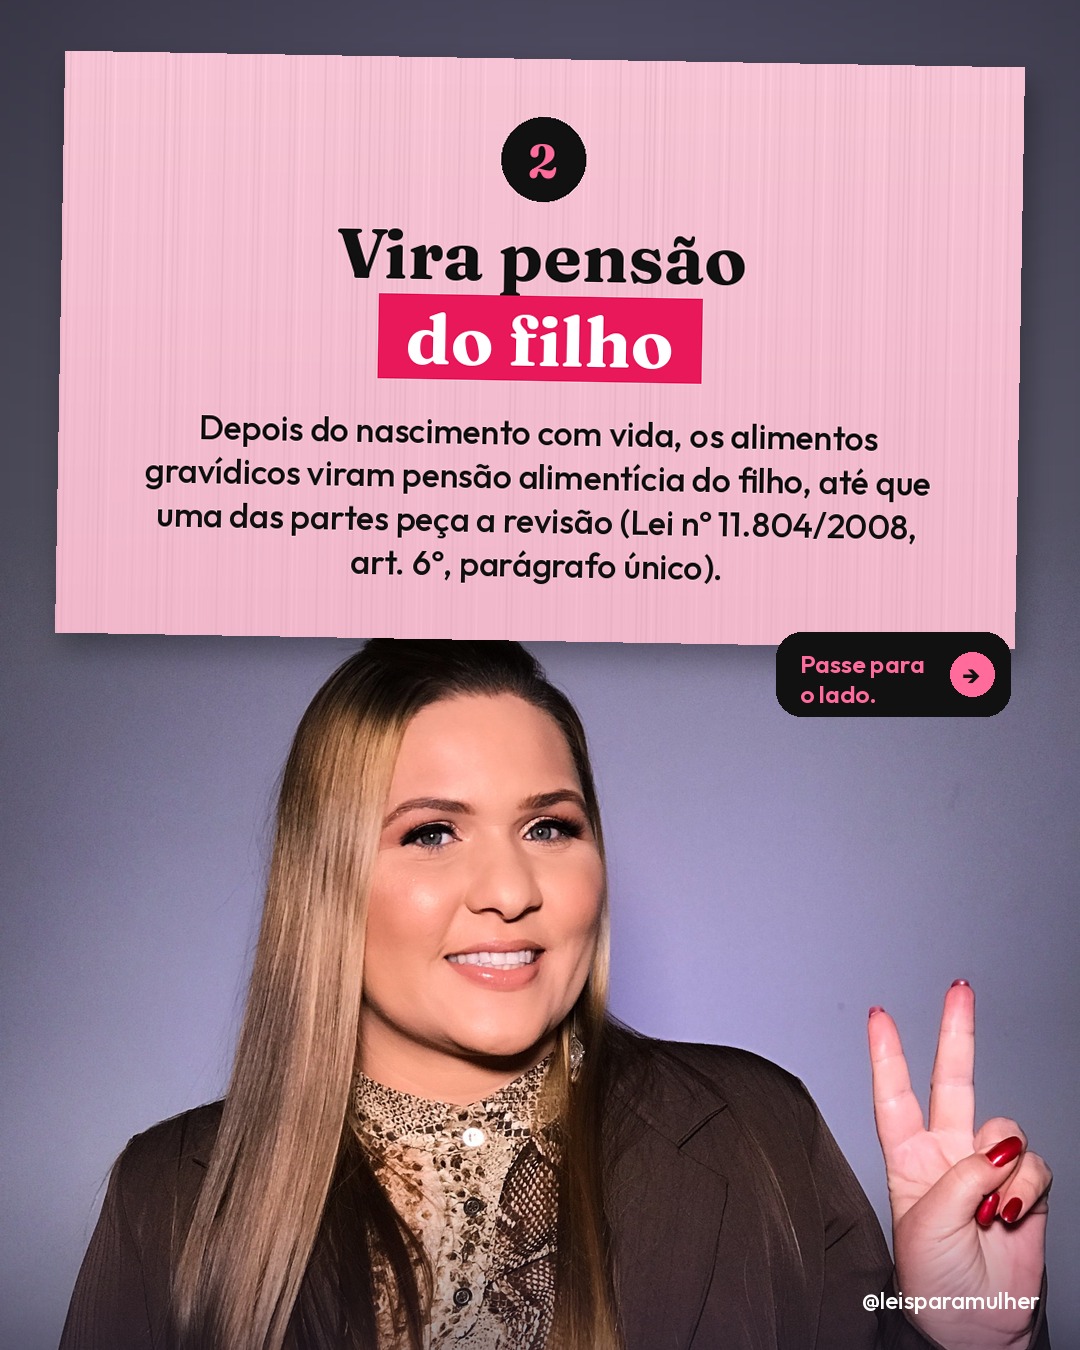 2
Vira pensão
do filho
Depois do nascimento com vida, os alimentos
gravídicos viram pensão alimentícia do filho, até que
uma das partes peça a revisão (Lei nº 11.804/2008,
art. 6º, parágrafo único).
Passe para
o lado.
@leisparamulher